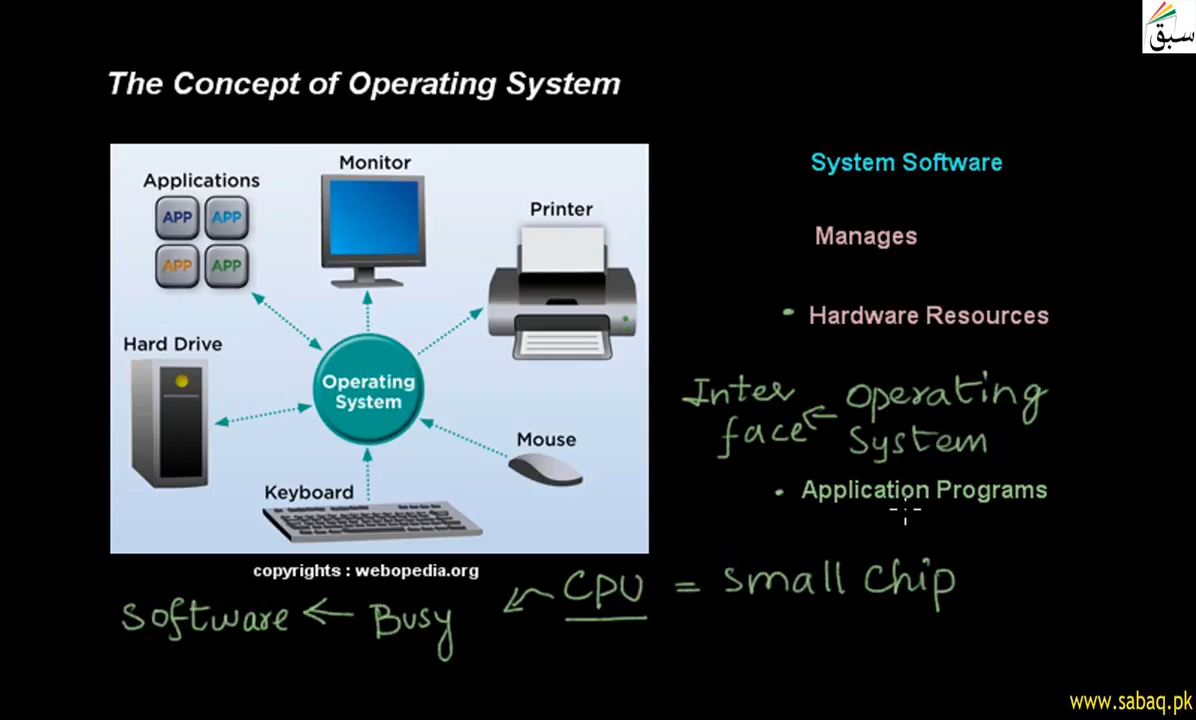 سبق
The Concept of Operating System
Monitor
Applications
APP APP
APP APP
Printer
Hard Drive
Operating
System
Mouse
Keyboard
copyrights : webopedia.org
System Software
Manages
• Hardware Resources
Inter
face ← Operating
System
• Application Programs
Software ← Busy ← CPU = Small Chip
www.sabaq.pk